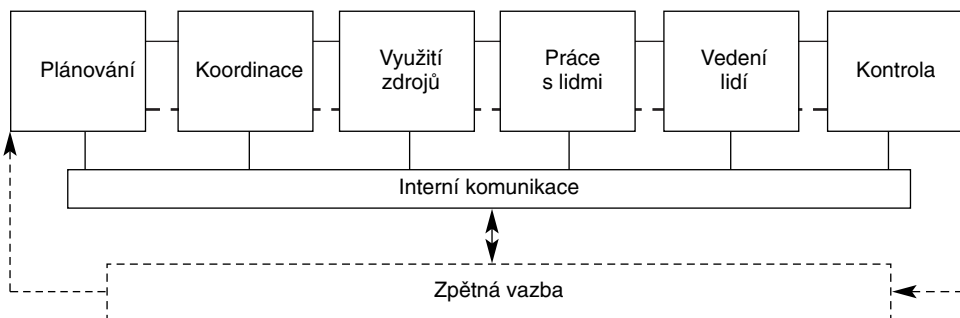 Plánování
Koordinace
Využití
zdrojů
Práce
s lidmi
Vedení
lidí
Kontrola
Interní komunikace
Zpětná vazba